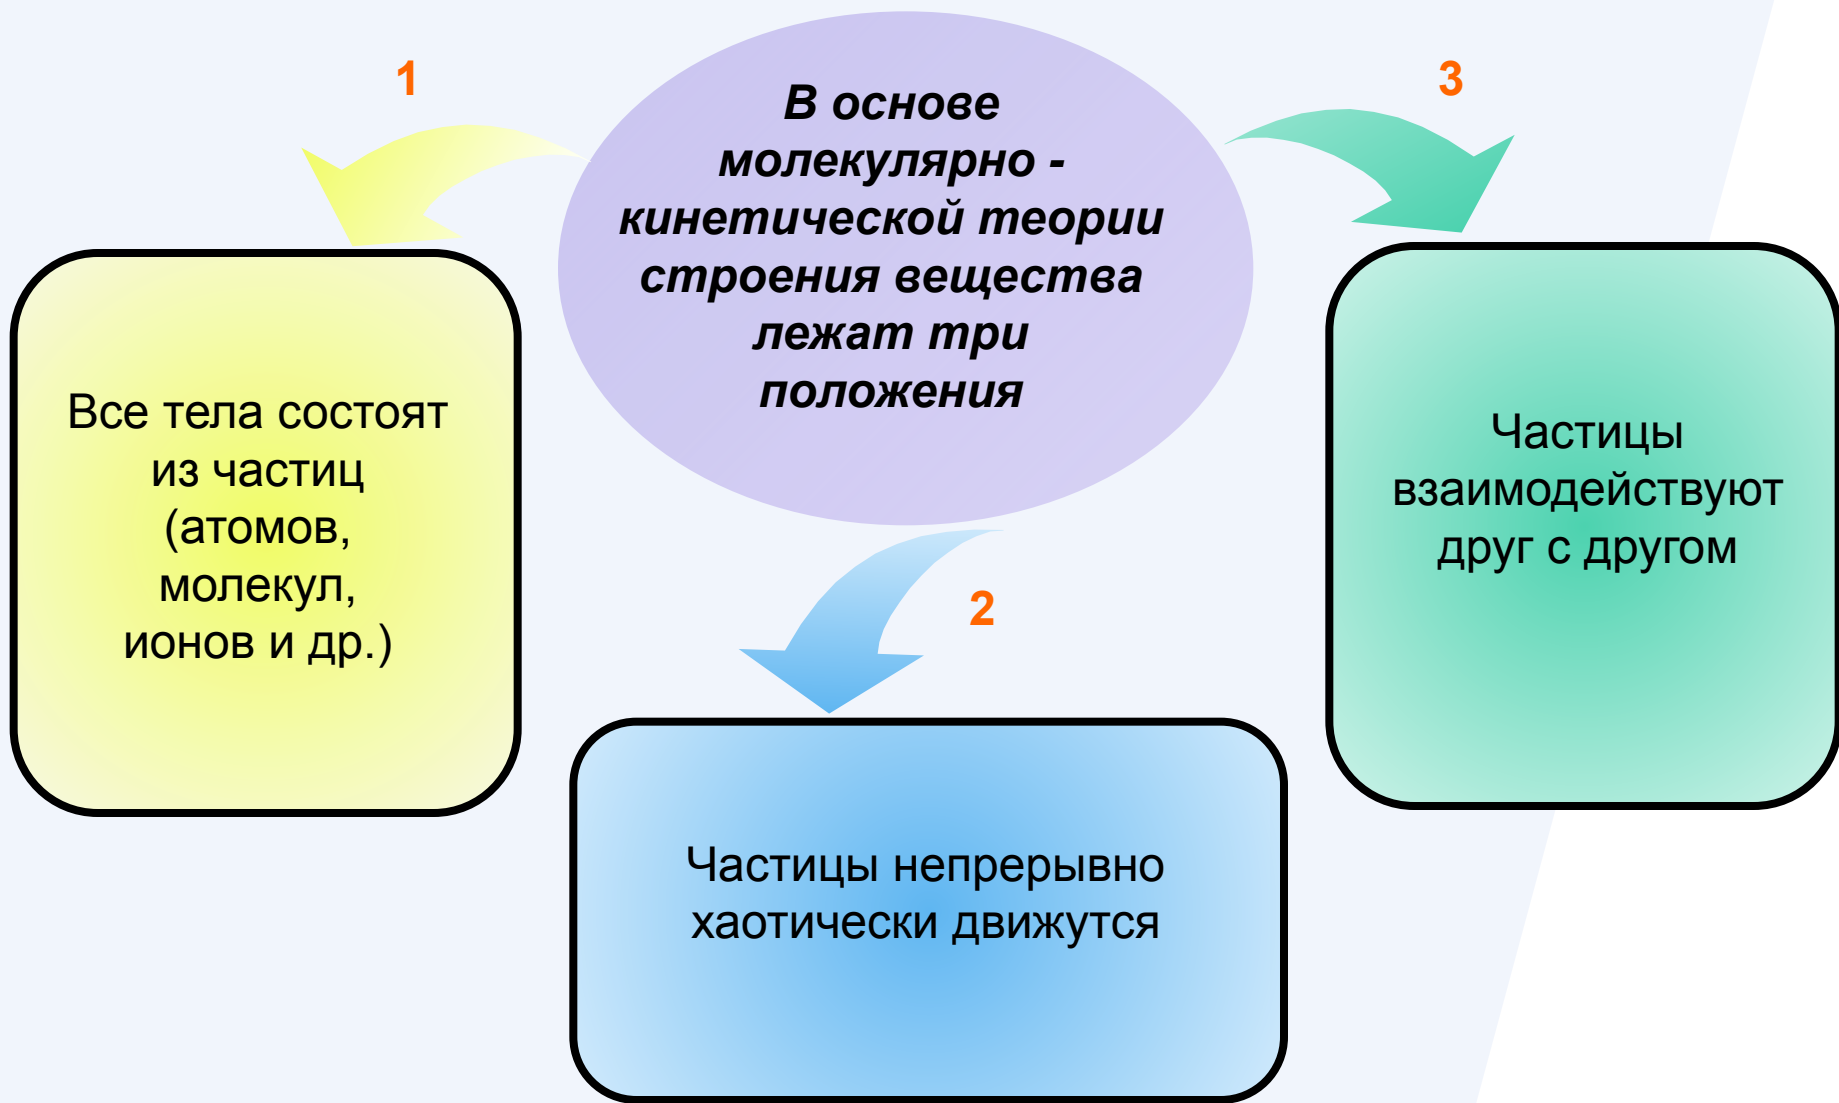 1
В основе
молекулярно -
кинетической теории
строения вещества
лежат три
положения
3
Все тела состоят
из частиц
(атомов,
молекул,
ионов и др.)
2
Частицы непрерывно
хаотически движутся
Частицы
взаимодействуют
друг с другом